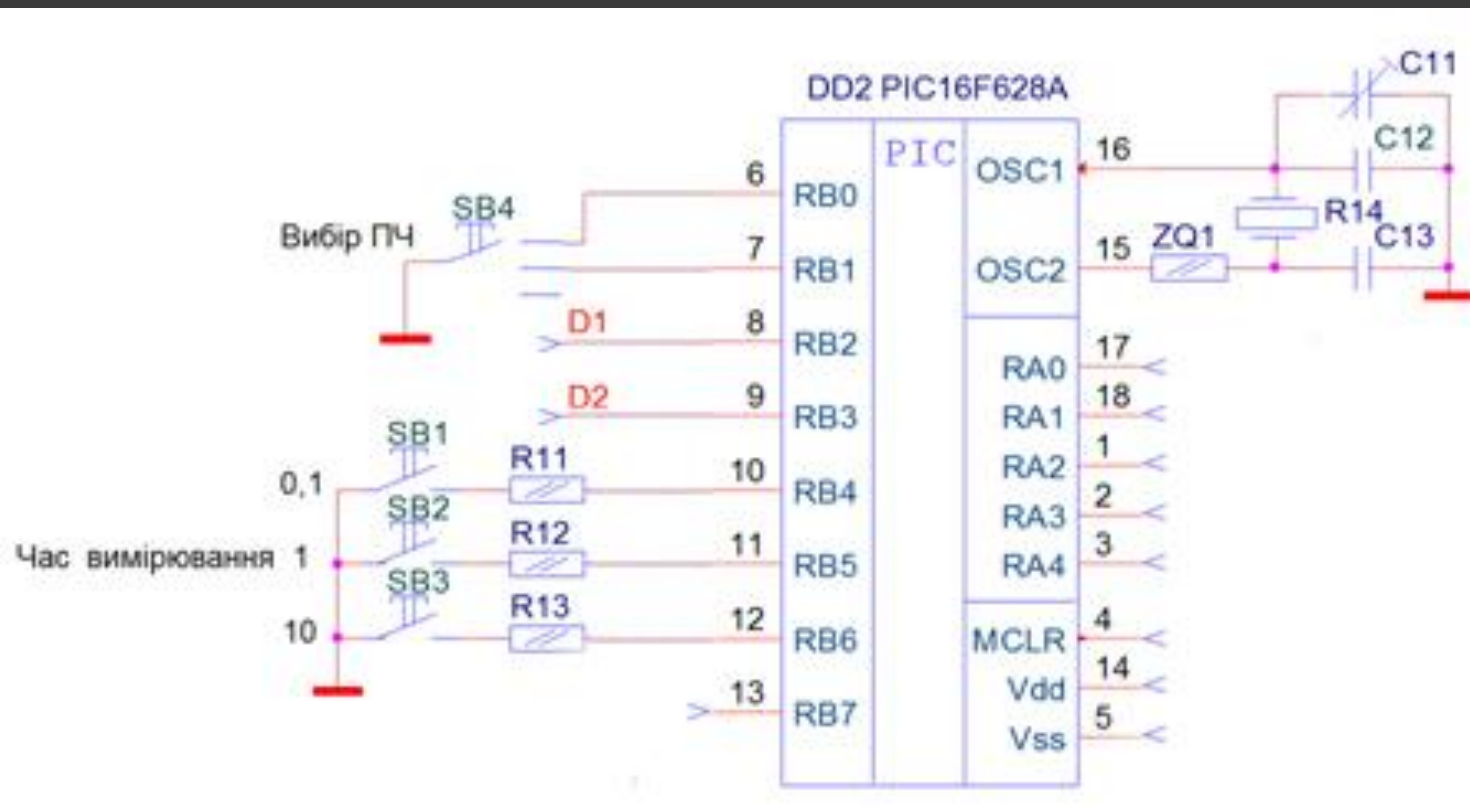 DD2 PIC16F628A
C11
PIC
C12
6
RB0
OSC1
16
SB4
Вибір ПЧ
R14
C13
7
RB1
OSC2
15
ZQ1
D1
8
RB2
RA0
17
D2
9
RB3
RA1
18
SB1
0,1
R11
10
RB4
RA2
1
SB2
RA3
2
Час вимірювання 1
R12
11
RB5
RA4
3
SB3
10
R13
12
RB6
MCLR
4
Vdd
14
13
RB7
Vss
5